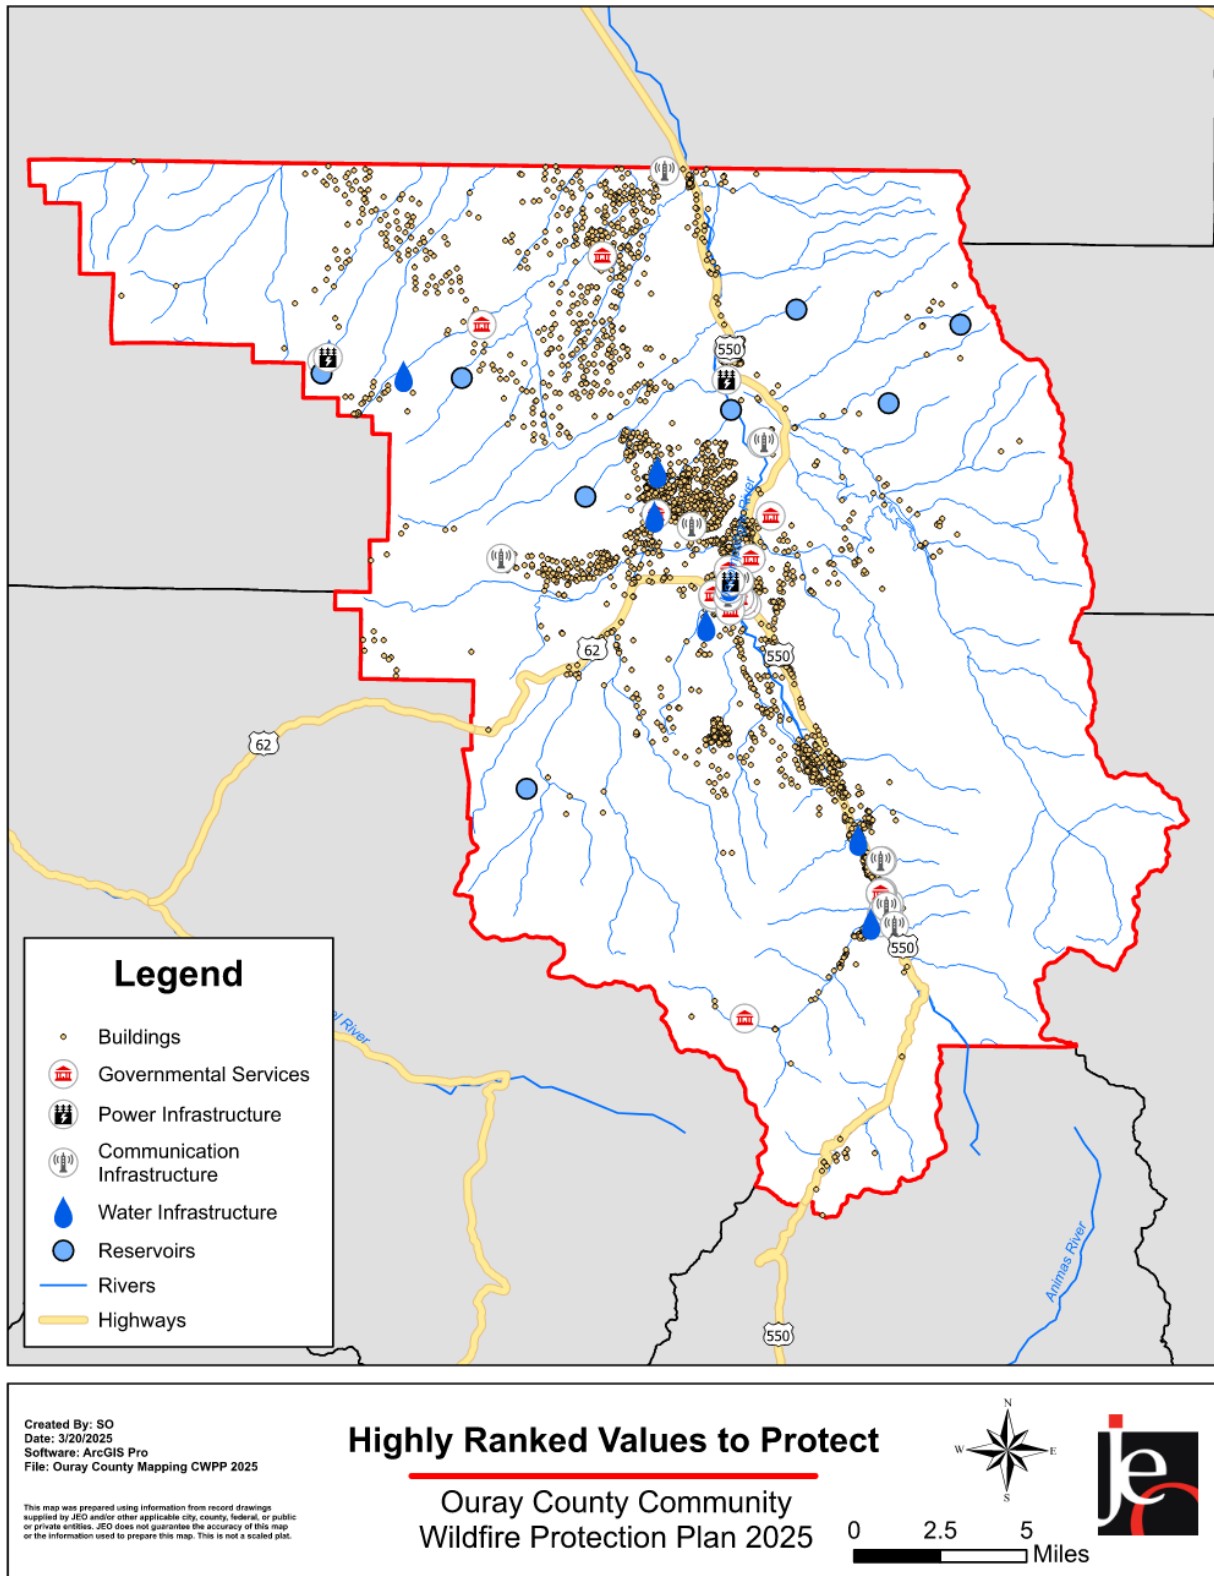 550
River
62
550
62
550
Legend
Buildings
Governmental Services
Power Infrastructure
Communication
Infrastructure
Water Infrastructure
Reservoirs
Rivers
Highways
River
Animas River
550
Created By: SO
Date: 3/20/2025
Software: ArcGIS Pro
File: Ouray County Mapping CWPP 2025
This map was prepared using information from record drawings
supplied by JEO and/or other applicable city, county, federal, or public
or private entities. JEO does not guarantee the accuracy of this map
or the information used to prepare this map. This is not a scaled plat.
Highly Ranked Values to Protect
Ouray County Community
Wildfire Protection Plan 2025
N
W
E
S
0 2.5 5
Miles
jeo